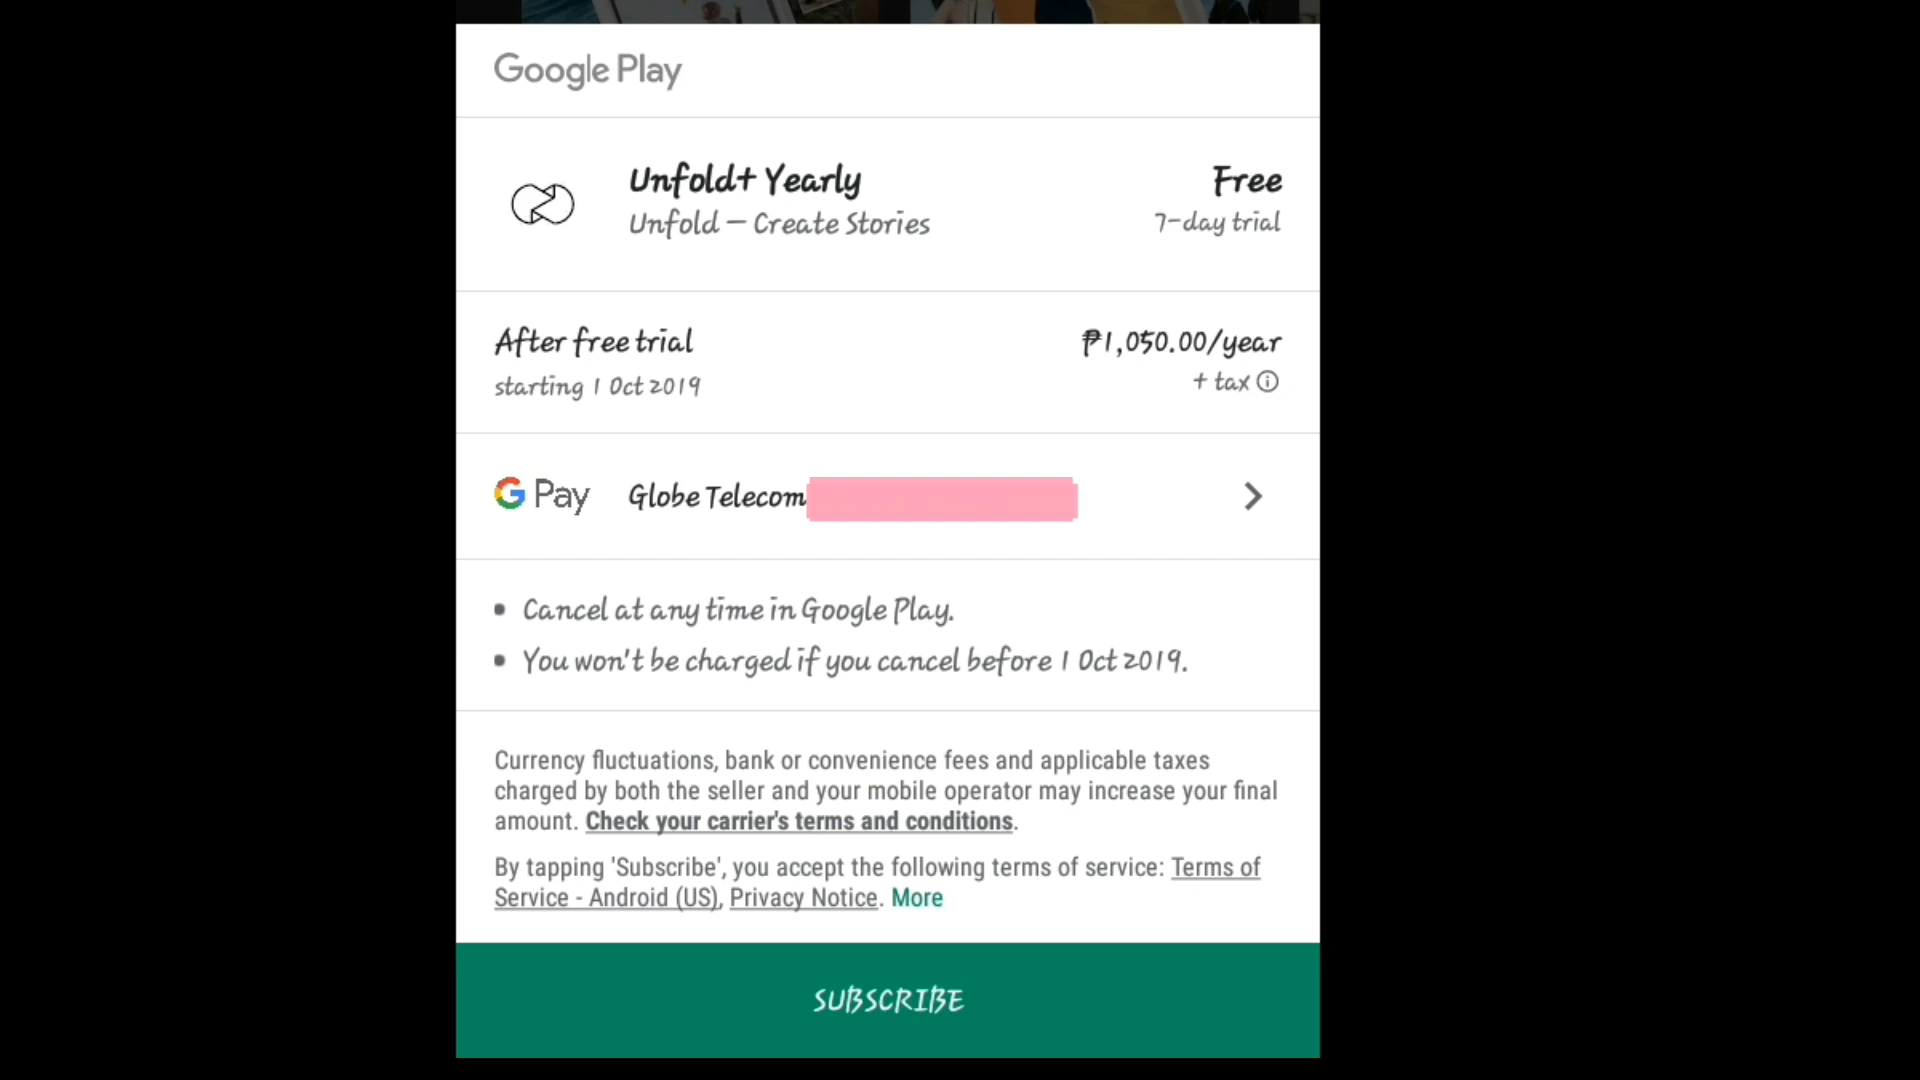 Google Play
Unfold+ Yearly
Free
Unfold – Create Stories
7-day trial
After free trial
₱1,050.00/year
starting 1 Oct 2019
+ tax
G Pay
Globe Telecom
Cancel at any time in Google Play.
You won't be charged if you cancel before 1 Oct 2019.
Currency fluctuations, bank or convenience fees and applicable taxes
charged by both the seller and your mobile operator may increase your final
amount. Check your carrier's terms and conditions.
By tapping 'Subscribe', you accept the following terms of service: Terms of
Service - Android (US), Privacy Notice. More
SUBSCRIBE